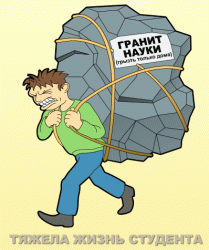 ГРАНИТ
НАУКИ
(грызть только дома)
ТЯЖЕЛА ЖИЗНЬ СТУДЕНТА